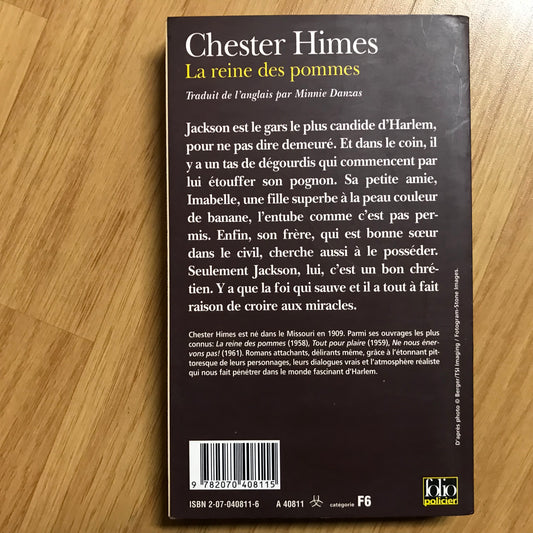 Chester Himes
La reine des pommes
Traduit de l'anglais par Minnie Danzas
Jackson est le gars le plus candide d'Harlem,
pour ne pas dire demeuré. Et dans le coin, il
y a un tas de dégourdis qui commencent par
lui étouffer son pognon. Sa petite amie,
Imabelle, une fille superbe à la peau couleur
de banane, l'entube comme c'est pas per-
mis. Enfin, son frère, qui est bonne sœur
dans le civil, cherche aussi à le posséder.
Seulement Jackson, lui, c'est un bon chré-
tien. Y a que la foi qui sauve et il a tout à fait
raison de croire aux miracles.
Chester Himes est né dans le Missouri en 1909. Parmi ses ouvrages les plus
connus: La reine des pommes (1958), Tout pour plaire (1959), Ne nous éner-
vons pas! (1961). Romans attachants, délirants même, grâce à l'étonnant pit-
toresque de leurs personnages, leurs dialogues vrais et l'atmosphère réaliste
qui nous fait pénétrer dans le monde fascinant d'Harlem.
D'après photo © Berger/TSI Imaging / Fotogram-Stone Images.
9 782070 408115
ISBN 2-07-040811-6 A 40811 catégorie F6
folio
policier